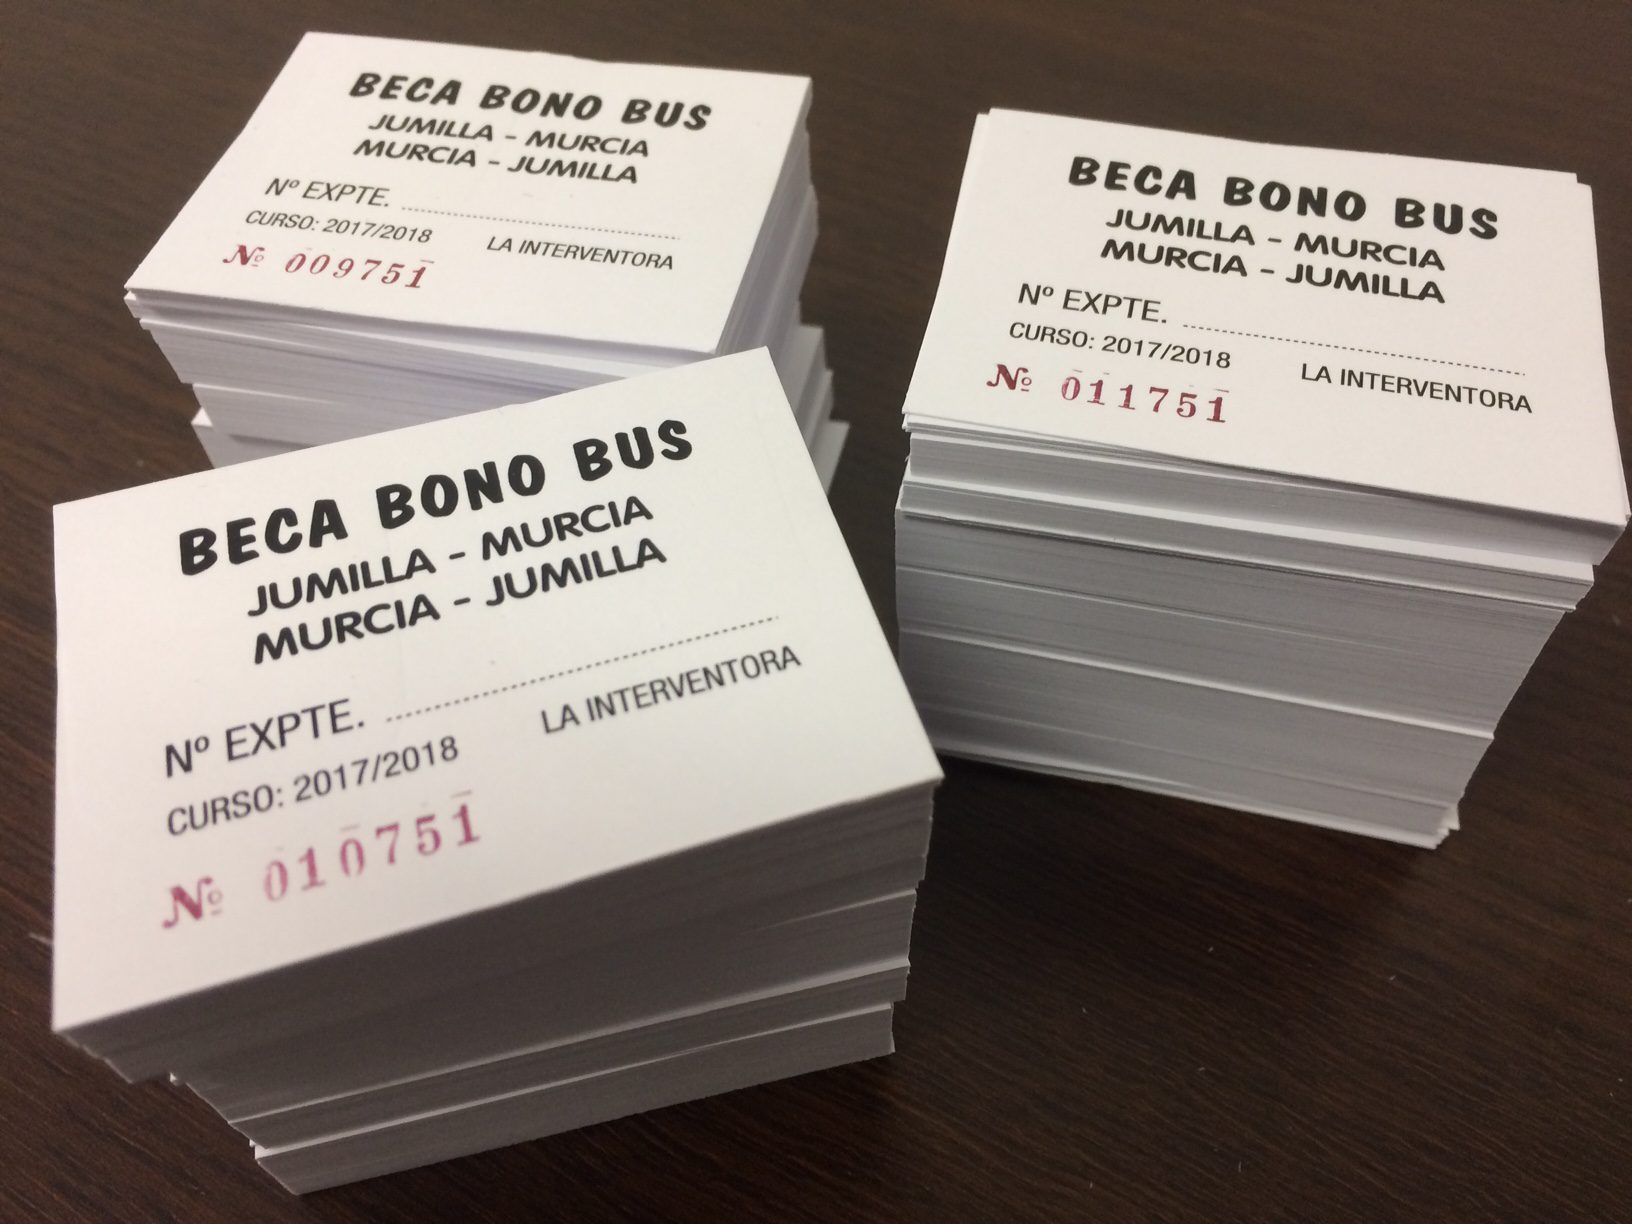 BECA BONO BUS
JUMILLA - MURCIA
MURCIA - JUMILLA
Nº EXPTE.
CURSO: 2017/2018
LA INTERVENTORA
Nº 009751
BECA BONO BUS
JUMILLA - MURCIA
MURCIA - JUMILLA
Nº EXPTE.
CURSO: 2017/2018
LA INTERVENTORA
Nº 011751
BECA BONO BUS
JUMILLA - MURCIA
MURCIA - JUMILLA
Nº EXPTE.
CURSO: 2017/2018
LA INTERVENTORA
Nº 010751